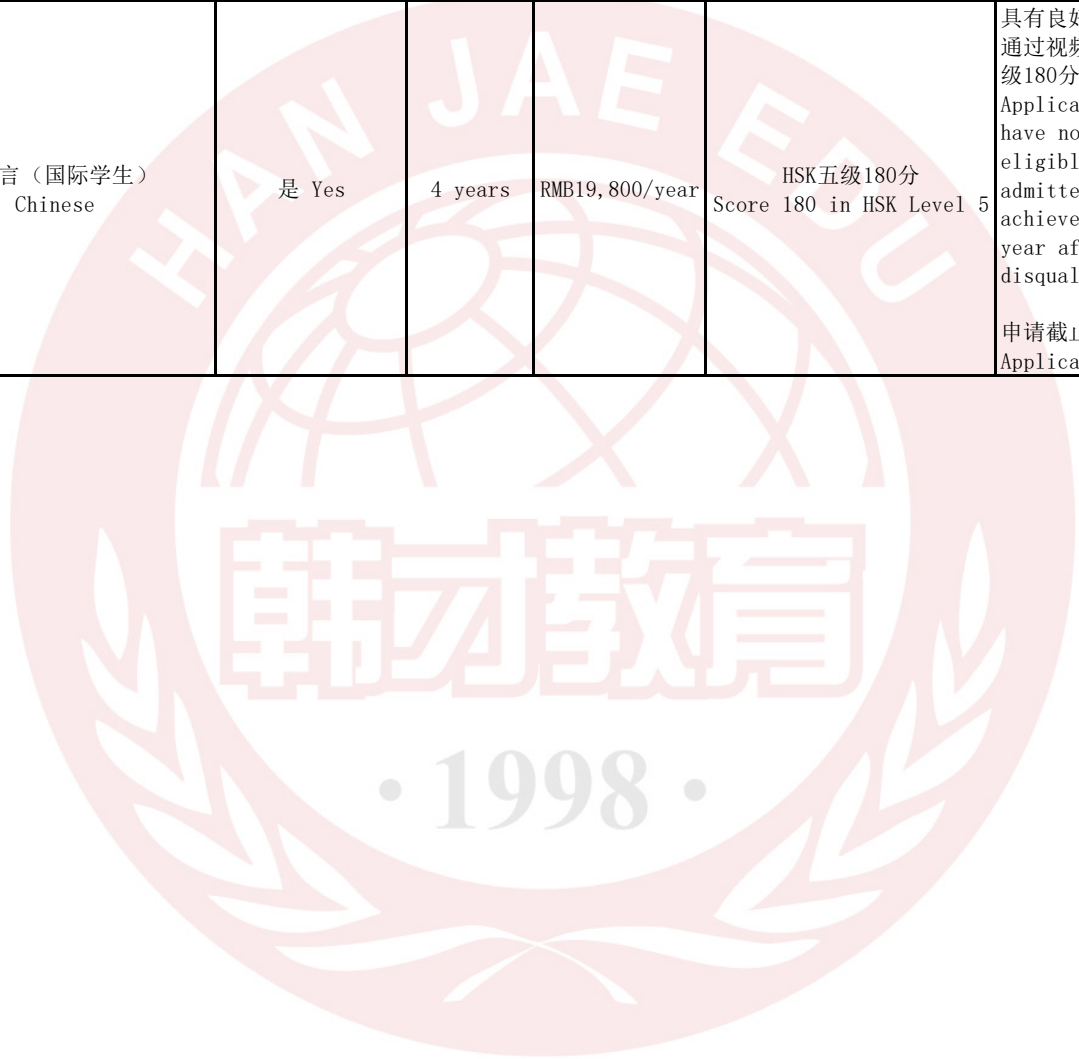 言（国际学生）
Chinese
是 Yes
4 years
RMB19,800/year
HSK五级180分
Score 180 in HSK Level 5
具有良
通过视
级180分
Applica
have no
eligibl
admitte
achieve
year af
disqual
申请截
Applica
HAN JAE EDU
韩才教育
·1998·